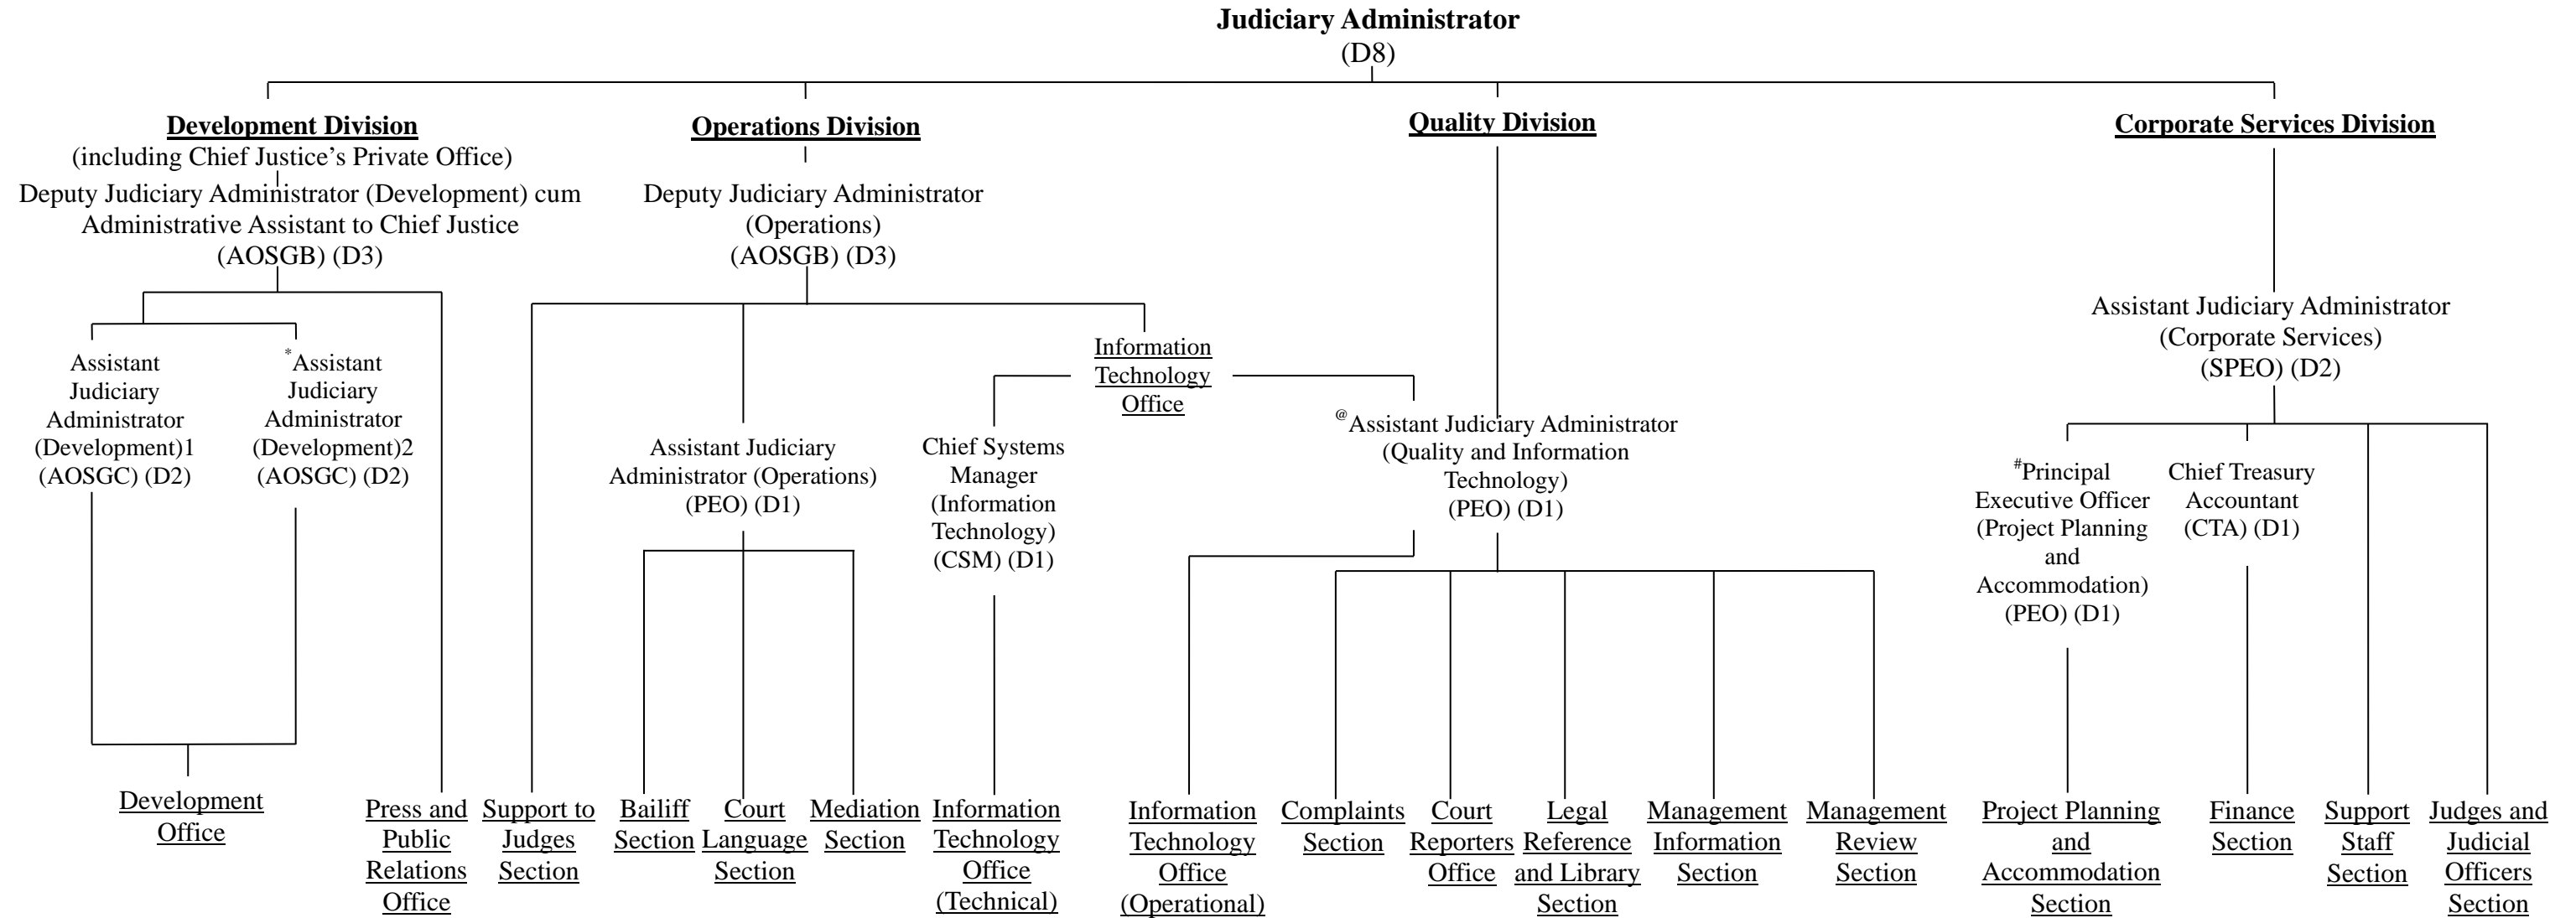 Judiciary Administrator
(D8)
Development Division
(including Chief Justice’s Private Office)
Deputy Judiciary Administrator (Development) cum
Administrative Assistant to Chief Justice
(AOSGB) (D3)
Operations Division
Deputy Judiciary Administrator
(Operations)
(AOSGB) (D3)
Quality Division
Corporate Services Division
Assistant Judiciary Administrator
(Corporate Services)
(SPEO) (D2)
Assistant
Judiciary
Administrator
(Development)1
(AOSGC) (D2)
*Assistant
Judiciary
Administrator
(Development)2
(AOSGC) (D2)
Information
Technology
Office
Assistant Judiciary
Administrator (Operations)
(PEO) (D1)
Chief Systems
Manager
(Information
Technology)
(CSM) (D1)
@Assistant Judiciary Administrator
(Quality and Information
Technology)
(PEO) (D1)
#Principal
Executive Officer
(Project Planning
and
Accommodation)
(PEO) (D1)
Chief Treasury
Accountant
(CTA) (D1)
Development
Office
Press and
Public
Relations
Office
Support to
Judges
Section
Bailiff
Section
Court
Language
Section
Mediation
Section
Information
Technology
Office
(Technical)
Information
Technology
Office
(Operational)
Complaints
Section
Court
Reporters
Office
Legal
Reference
and Library
Section
Management
Information
Section
Management
Review
Section
Project Planning
and
Accommodation
Section
Finance
Section
Support
Staff
Section
Judges and
Judicial
Officers
Section